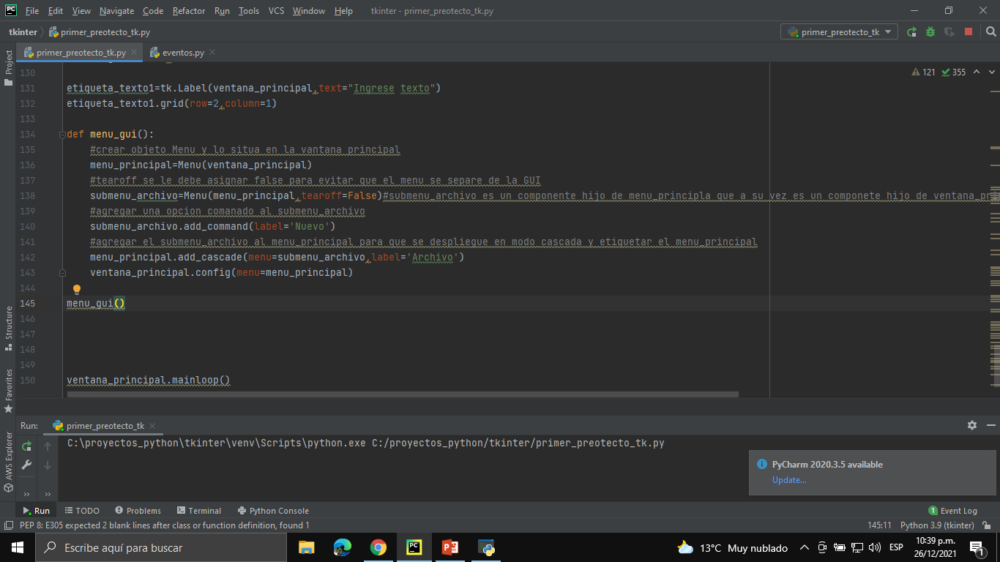 File Edit View Navigate Code Refactor Run Tools VCS Window Help tkinter - primer_preotecto_tk.py
tkinter primer_preotecto_tk.py primer_preotecto_tk
primer_preotecto_tk.py eventos.py
Project
121 355
130
131 etiqueta_texto1=tk.Label(ventana_principal,text="Ingrese texto")
132 etiqueta_texto1.grid(row=2,column=1)
133
134 def menu_gui():
135 #crear objeto Menu y lo situa en la vantana principal
136 menu_principal=Menu(ventana_principal)
137 #tearoff se le debe asignar false para evitar que el menu se separe de la GUI
138 submenu_archivo=Menu(menu_principal,tearoff=False)#submenu_archivo es un componente hijo de menu_principla que a su vez es un componete hijo de
139 #agregar una opcion comanado al submenu_archivo
140 submenu_archivo.add_command(label='Nuevo')
141 #agregar el submenu_archivo al menu_principal para que se despliegue en modo cascada y etiquetar el menu_principal
142 menu_principal.add_cascade(menu=submenu_archivo,label='Archivo')
143 ventana_principal.config(menu=menu_principal)
144
145 menu_gui()
146
147
148
149
150 ventana_principal.mainloop()
Structure
Favorites
AWS Explorer
Run: primer_preotecto_tk
C:\proyectos_python\tkinter\venv\Scripts\python.exe C:/proyectos_python/tkinter/primer_preotecto_tk.py
PyCharm 2020.3.5 available
Update...
Run TODO Problems Terminal Python Console 1 Event Log
PEP 8: E305 expected 2 blank lines after class or function definition, found 1 145:11 Python 3.9 (tkinter)
Escribe aquí para buscar 13°C Muy nublado ESP 10:39 p.m.
26/12/2021 1